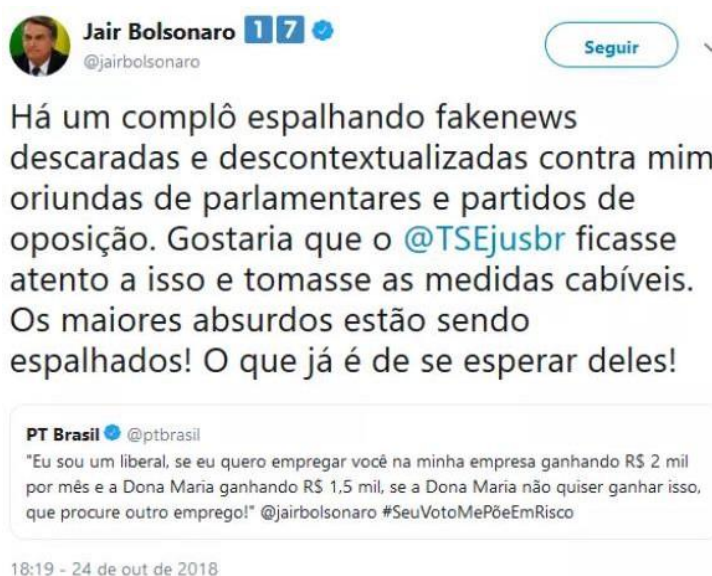 Jair Bolsonaro 1️⃣7️⃣
@jairbolsonaro
Seguir
Há um complô espalhando fakenews
descaradas e descontextualizadas contra mim
oriundas de parlamentares e partidos de
oposição. Gostaria que o @TSEjusbr ficasse
atento a isso e tomasse as medidas cabíveis.
Os maiores absurdos estão sendo
espalhados! O que já é de se esperar deles!
PT Brasil @ptbrasil
"Eu sou um liberal, se eu quero empregar você na minha empresa ganhando R$ 2 mil
por mês e a Dona Maria ganhando R$ 1,5 mil, se a Dona Maria não quiser ganhar isso,
que procure outro emprego!" @jairbolsonaro #SeuVotoMePõeEmRisco
18:19 - 24 de out de 2018